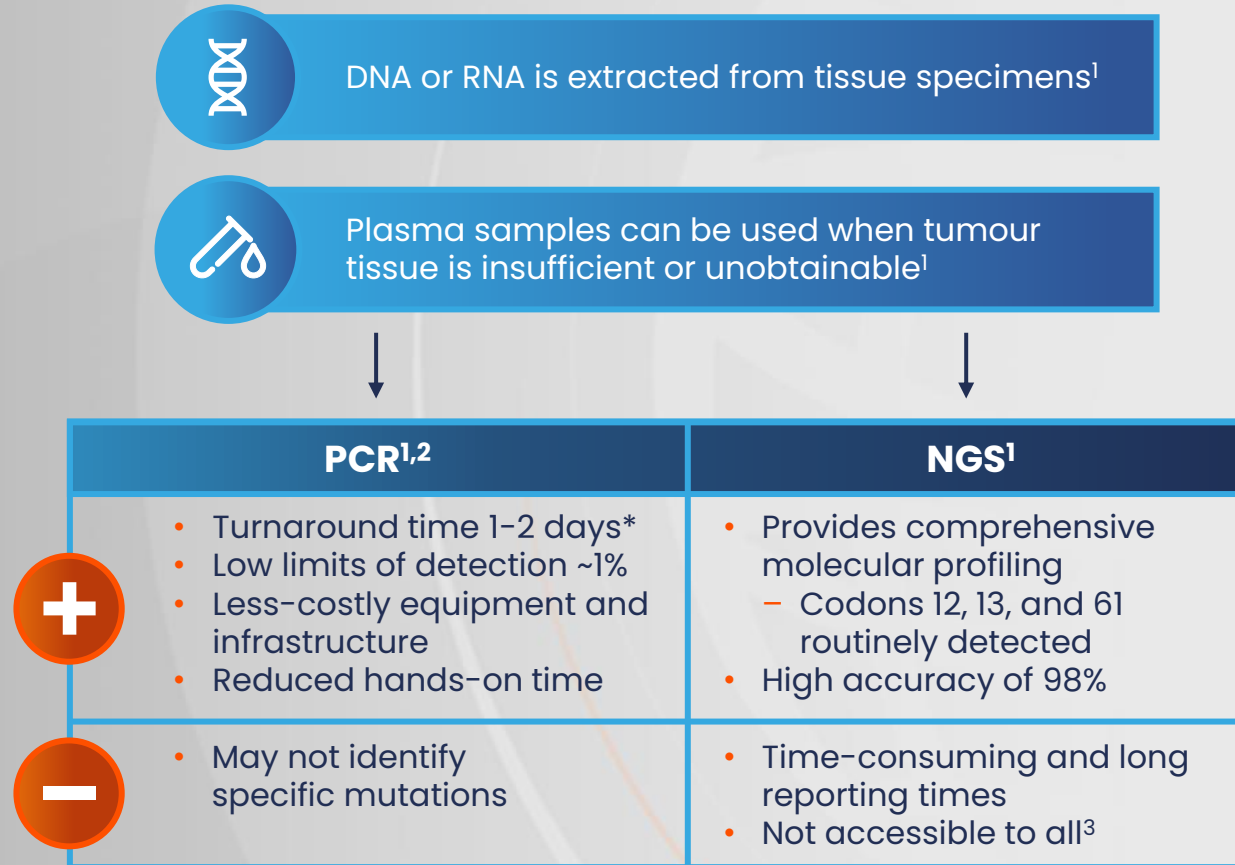 DNA or RNA is extracted from tissue specimens¹
Plasma samples can be used when tumour
tissue is insufficient or unobtainable¹
PCR¹,²
NGS¹
• Turnaround time 1-2 days*
• Low limits of detection ~1%
• Less-costly equipment and
infrastructure
• Reduced hands-on time
• Provides comprehensive
molecular profiling
– Codons 12, 13, and 61
routinely detected
• High accuracy of 98%
• May not identify
specific mutations
• Time-consuming and long
reporting times
• Not accessible to all³